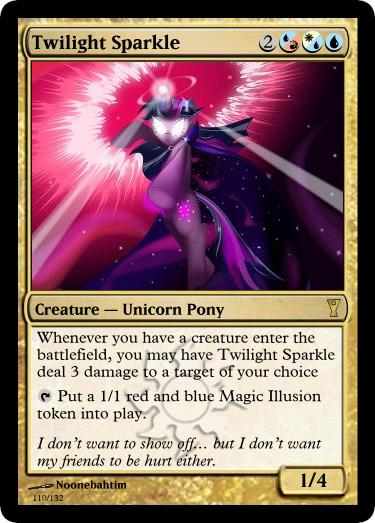 Twilight Sparkle 2
Creature — Unicorn Pony
Whenever you have a creature enter the
battlefield, you may have Twilight Sparkle
deal 3 damage to a target of your choice
Put a 1/1 red and blue Magic Illusion
token into play.
I don't want to show off... but I don't want
my friends to be hurt either.
1/4
Noonebahtim
110/132